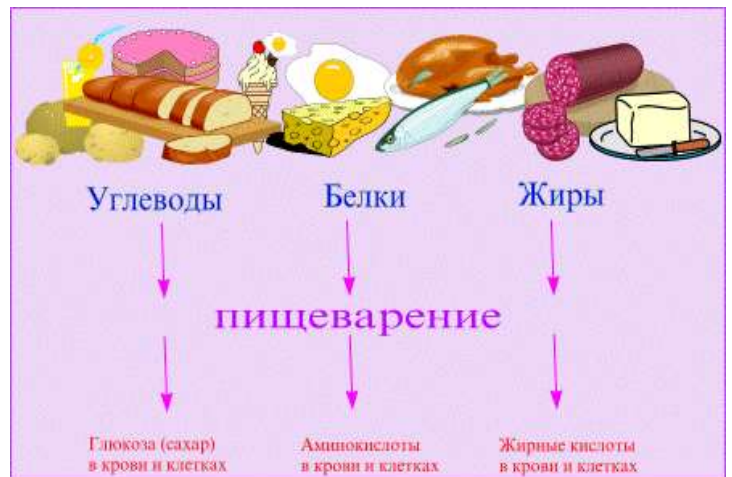 Углеводы Белки Жиры
пищеварение
Глюкоза (сахар) Аминокислоты Жирные кислоты
в крови и клетках в крови и клетках в крови и клетках